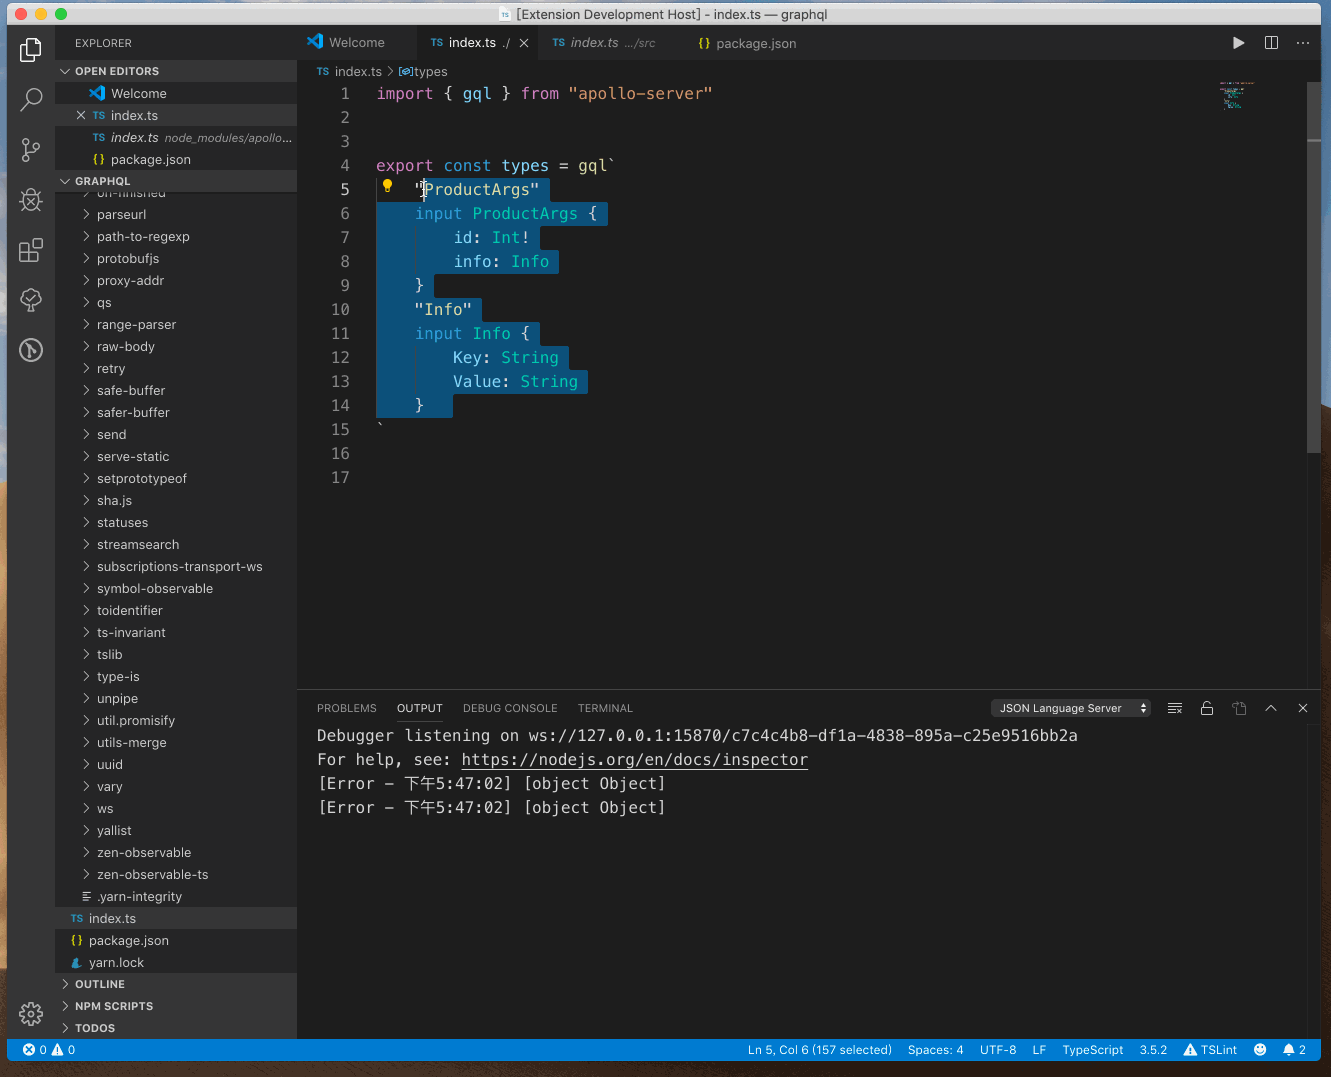 [Extension Development Host] - index.ts — graphql
EXPLORER
OPEN EDITORS
Welcome
TS index.ts
TS index.ts node_modules/apollo...
{} package.json
GRAPHQL
on-finished
parseurl
path-to-regexp
protobufjs
proxy-addr
qs
range-parser
raw-body
retry
safe-buffer
safer-buffer
send
serve-static
setprototypeof
sha.js
statuses
streamsearch
subscriptions-transport-ws
symbol-observable
toidentifier
ts-invariant
tslib
type-is
unpipe
util.promisify
utils-merge
uuid
vary
ws
yallist
zen-observable
zen-observable-ts
.yarn-integrity
TS index.ts
{} package.json
yarn.lock
OUTLINE
NPM SCRIPTS
TODOS
Welcome TS index.ts ./ TS index.ts .../src {} package.json
TS index.ts > types
1 import { gql } from "apollo-server"
2
3
4 export const types = gql`
5 "ProductArgs"
6 input ProductArgs {
7 id: Int!
8 info: Info
9 }
10 "Info"
11 input Info {
12 Key: String
13 Value: String
14 }
15 `
16
17
PROBLEMS OUTPUT DEBUG CONSOLE TERMINAL JSON Language Server
Debugger listening on ws://127.0.0.1:15870/c7c4c4b8-df1a-4838-895a-c25e9516bb2a
For help, see: https://nodejs.org/en/docs/inspector
[Error - 下午5:47:02] [object Object]
[Error - 下午5:47:02] [object Object]
0 0 Ln 5, Col 6 (157 selected) Spaces: 4 UTF-8 LF TypeScript 3.5.2 TSLint 2